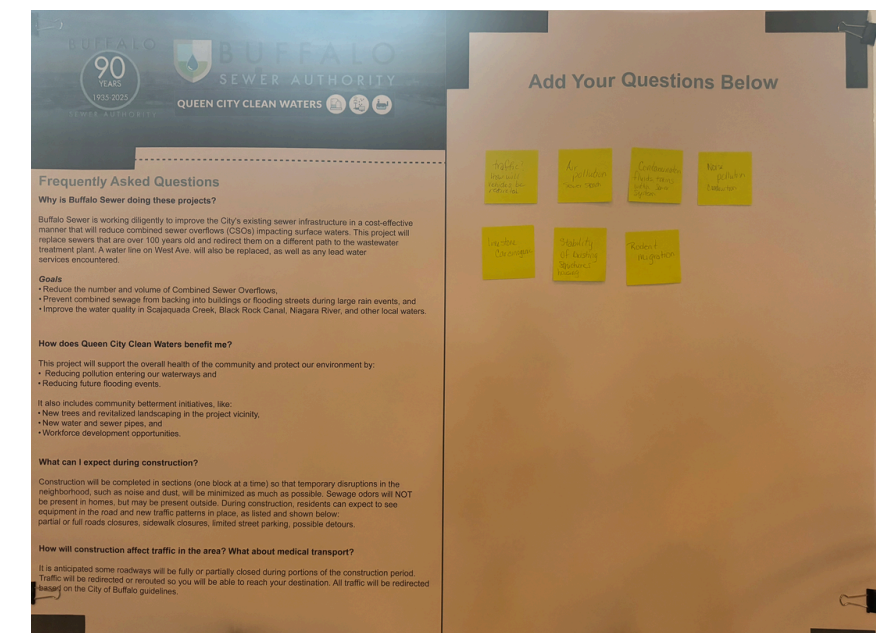 BUFFALO
90
YEARS
1935-2025
SEWER AUTHORITY
BUFFALO
SEWER AUTHORITY
QUEEN CITY CLEAN WATERS
Frequently Asked Questions
Why is Buffalo Sewer doing these projects?
Buffalo Sewer is working diligently to improve the City's existing sewer infrastructure in a cost-effective
manner that will reduce combined sewer overflows (CSOs) impacting surface waters. This project will
replace sewers that are over 100 years old and redirect them on a different path to the wastewater
treatment plant. A water line on West Ave. will also be replaced, as well as any lead water
services encountered.
Goals
• Reduce the number and volume of Combined Sewer Overflows,
• Prevent combined sewage from backing into buildings or flooding streets during large rain events, and
• Improve the water quality in Scajaquada Creek, Black Rock Canal, Niagara River, and other local waters.
How does Queen City Clean Waters benefit me?
This project will support the overall health of the community and protect our environment by:
• Reducing pollution entering our waterways and
• Reducing future flooding events.
It also includes community betterment initiatives, like:
• New trees and revitalized landscaping in the project vicinity,
• New water and sewer pipes, and
• Workforce development opportunities.
What can I expect during construction?
Construction will be completed in sections (one block at a time) so that temporary disruptions in the
neighborhood, such as noise and dust, will be minimized as much as possible. Sewage odors will NOT
be present in homes, but may be present outside. During construction, residents can expect to see
equipment in the road and new traffic patterns in place, as listed and shown below:
partial or full roads closures, sidewalk closures, limited street parking, possible detours.
How will construction affect traffic in the area? What about medical transport?
It is anticipated some roadways will be fully or partially closed during portions of the construction period.
Traffic will be redirected or rerouted so you will be able to reach your destination. All traffic will be redirected
based on the City of Buffalo guidelines.
Add Your Questions Below
Traffic:
Air
pollution
pollution
Stability
of existing
Rodent
migration